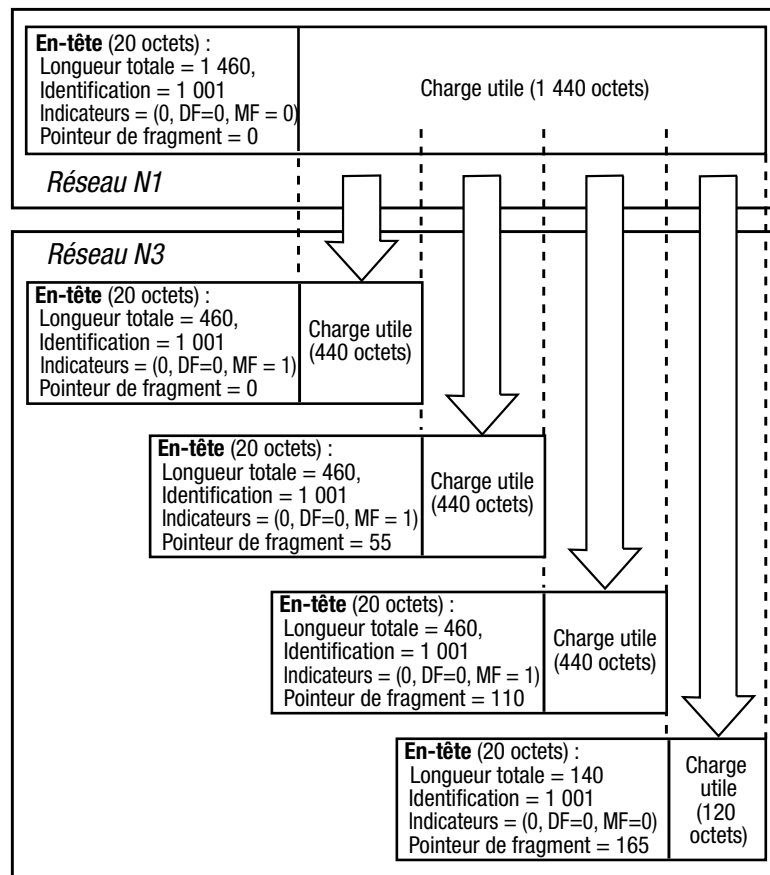 En-tête (20 octets) :
Longueur totale = 1 460,
Identification = 1 001
Indicateurs = (0, DF=0, MF = 0)
Pointeur de fragment = 0
Charge utile (1 440 octets)
Réseau N1
Réseau N3
En-tête (20 octets) :
Longueur totale = 460,
Identification = 1 001
Indicateurs = (0, DF=0, MF = 1)
Pointeur de fragment = 0
Charge utile
(440 octets)
En-tête (20 octets) :
Longueur totale = 460,
Identification = 1 001
Indicateurs = (0, DF=0, MF = 1)
Pointeur de fragment = 55
Charge utile
(440 octets)
En-tête (20 octets) :
Longueur totale = 460,
Identification = 1 001
Indicateurs = (0, DF=0, MF = 1)
Pointeur de fragment = 110
Charge utile
(440 octets)
En-tête (20 octets) :
Longueur totale = 140
Identification = 1 001
Indicateurs = (0, DF=0, MF=0)
Pointeur de fragment = 165
Charge
utile
(120
octets)